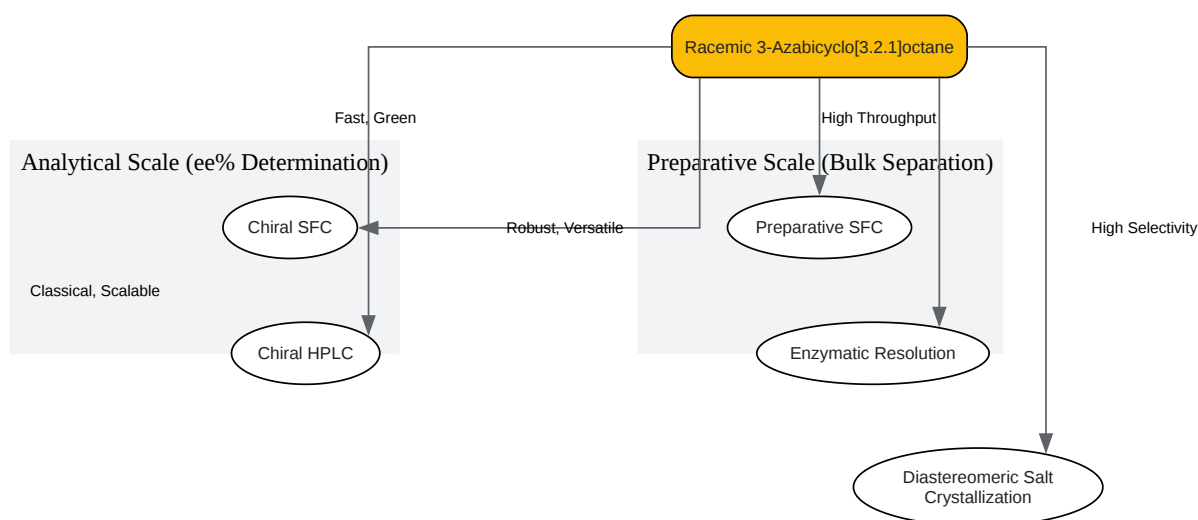 Racemic 3-Azabicyclo[3.2.1]octane
Fast, Green
High Throughput
Analytical Scale (ee% Determination)
Preparative Scale (Bulk Separation)
Chiral SFC
Robust, Versatile
Preparative SFC
High Selectivity
Classical, Scalable
Chiral HPLC
Enzymatic Resolution
Diastereomeric Salt
Crystallization